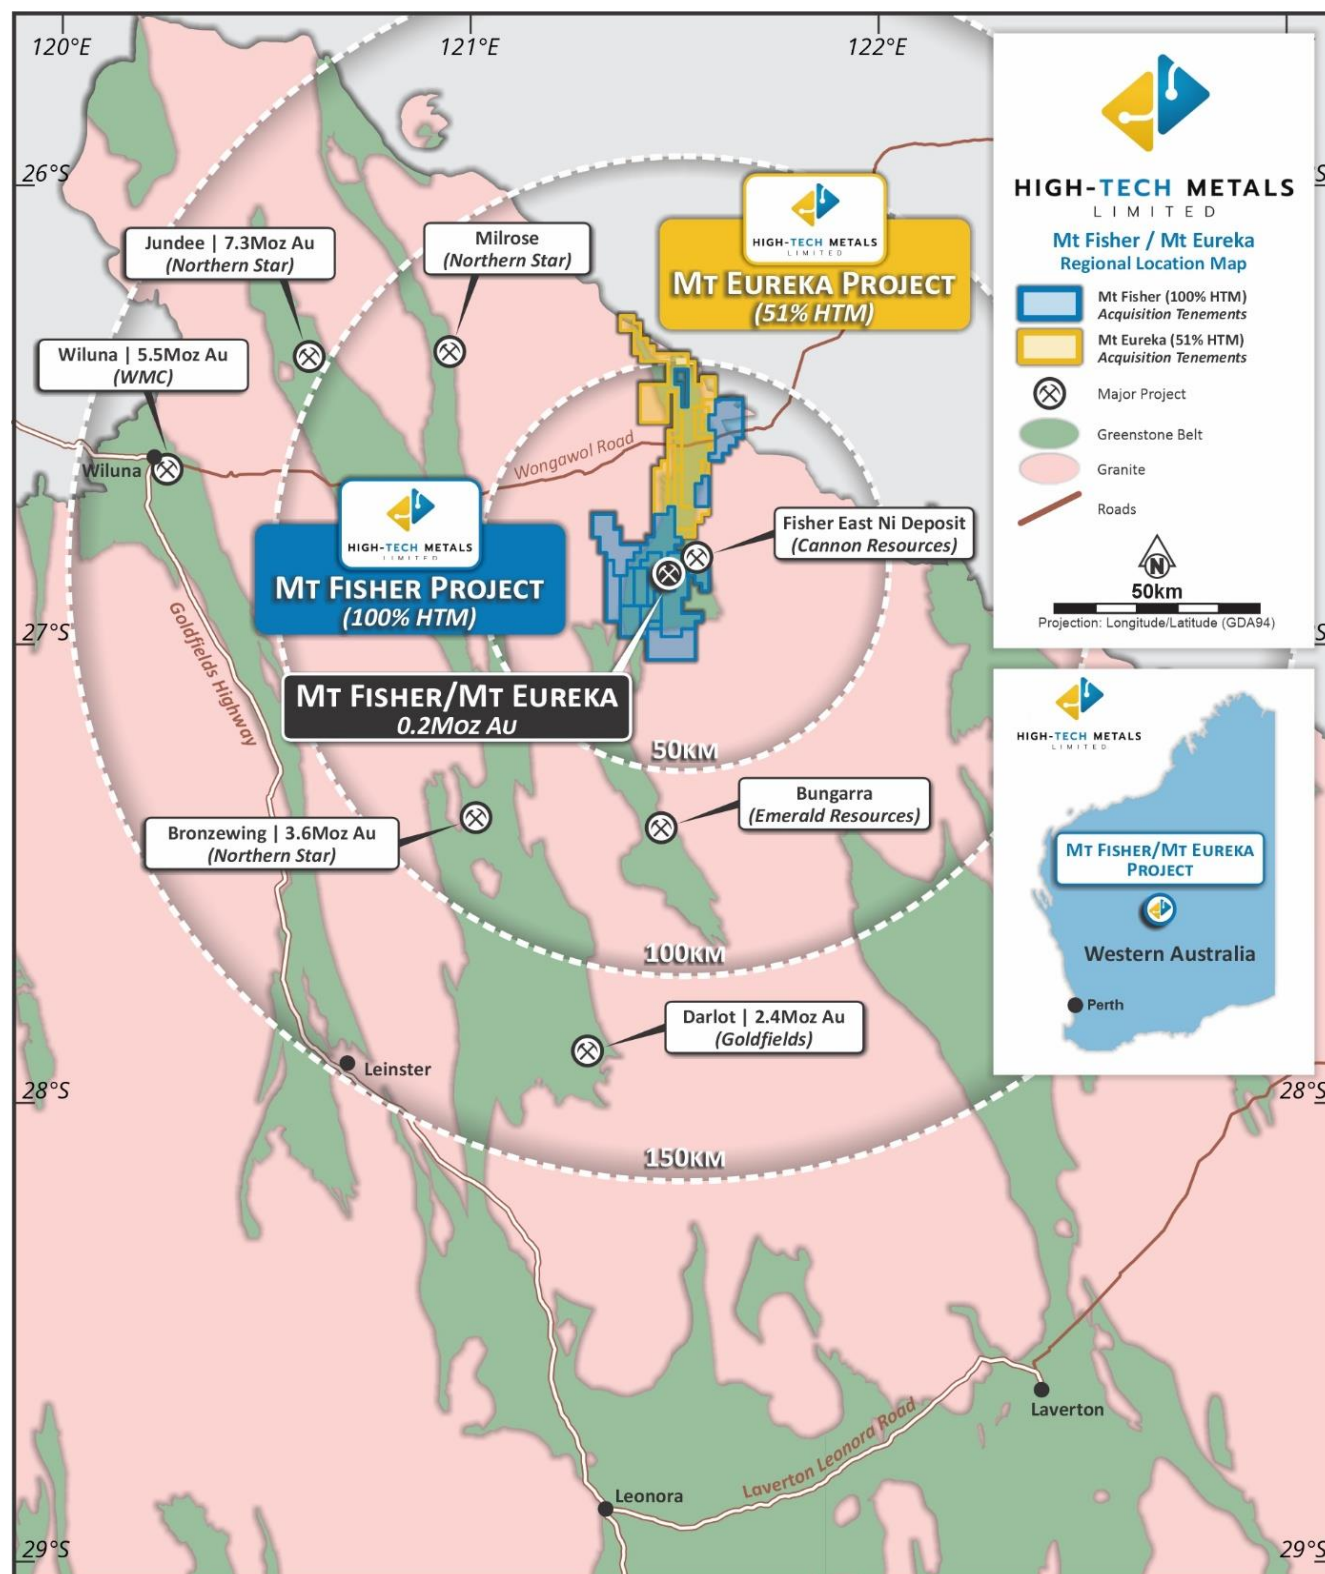 120°E
121°E
122°E
26°S
S
27°S
S
28°S
28°S
29°S
29°S
HIGH-TECH METALS
LIMITED
Mt Fisher / Mt Eureka
Regional Location Map
Mt Fisher (100% HTM)
Acquisition Tenements
Mt Eureka (51% HTM)
Acquisition Tenements
Major Project
Greenstone Belt
Granite
Roads
N
50km
Projection: Longitude/Latitude (GDA94)
HIGH-TECH METALS
LIMITED
MT FISHER/MT EUREKA
PROJECT
Western Australia
Perth
HIGH-TECH METALS
LIMITED
MT EUREKA PROJECT
(51% HTM)
Jundee | 7.3Moz Au
(Northern Star)
Milrose
(Northern Star)
Wiluna | 5.5Moz Au
(WMC)
Wiluna
Wongawol Road
HIGH-TECH METALS
LIMITED
MT FISHER PROJECT
(100% HTM)
Fisher East Ni Deposit
(Cannon Resources)
Goldfields Highway
MT FISHER/MT EUREKA
0.2MOZ AU
50KM
Bungarra
(Emerald Resources)
Bronzewing | 3.6Moz Au
(Northern Star)
100KM
Darlot | 2.4Moz Au
(Goldfields)
Leinster
150KM
Laverton
Laverton Leonora Road
Leonora